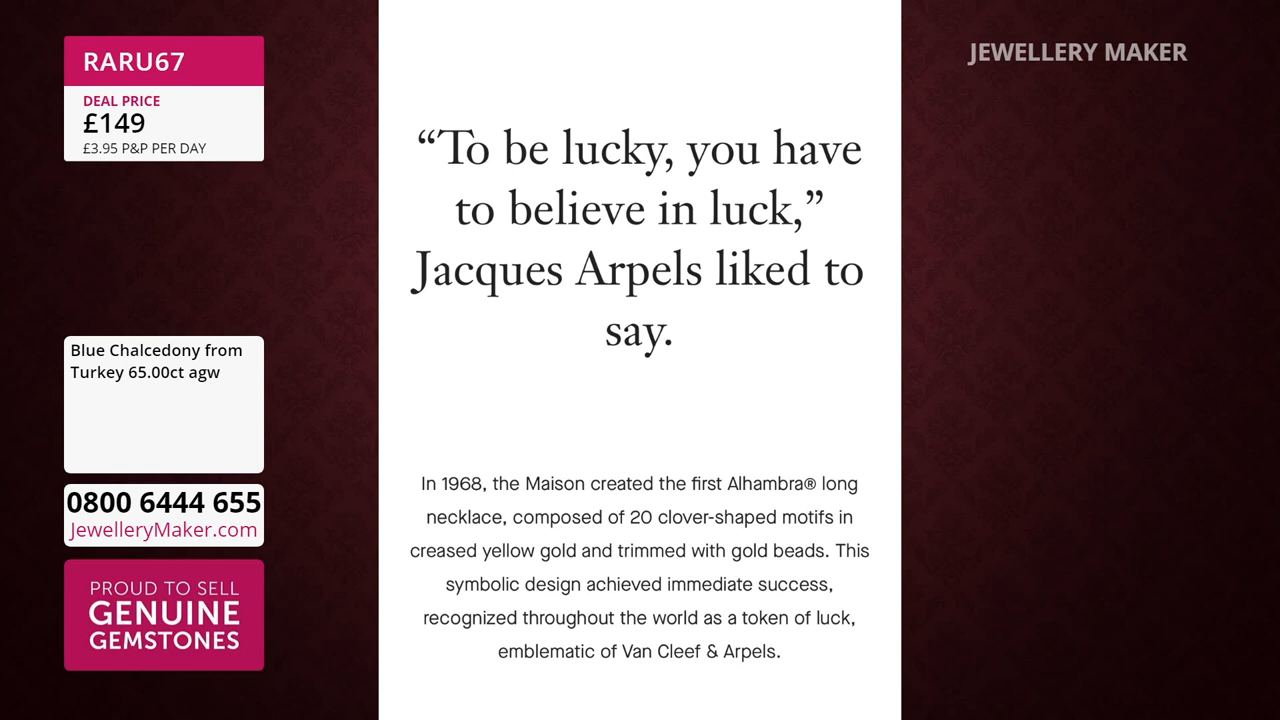 RARU67
DEAL PRICE
£149
£3.95 P&P PER DAY
Blue Chalcedony from
Turkey 65.00ct agw
0800 6444 655
JewelleryMaker.com
PROUD TO SELL
GENUINE
GEMSTONES
“To be lucky, you have
to believe in luck,”
Jacques Arpels liked to
say.
In 1968, the Maison created the first Alhambra® long
necklace, composed of 20 clover-shaped motifs in
creased yellow gold and trimmed with gold beads. This
symbolic design achieved immediate success,
recognized throughout the world as a token of luck,
emblematic of Van Cleef & Arpels.
JEWELLERY MAKER